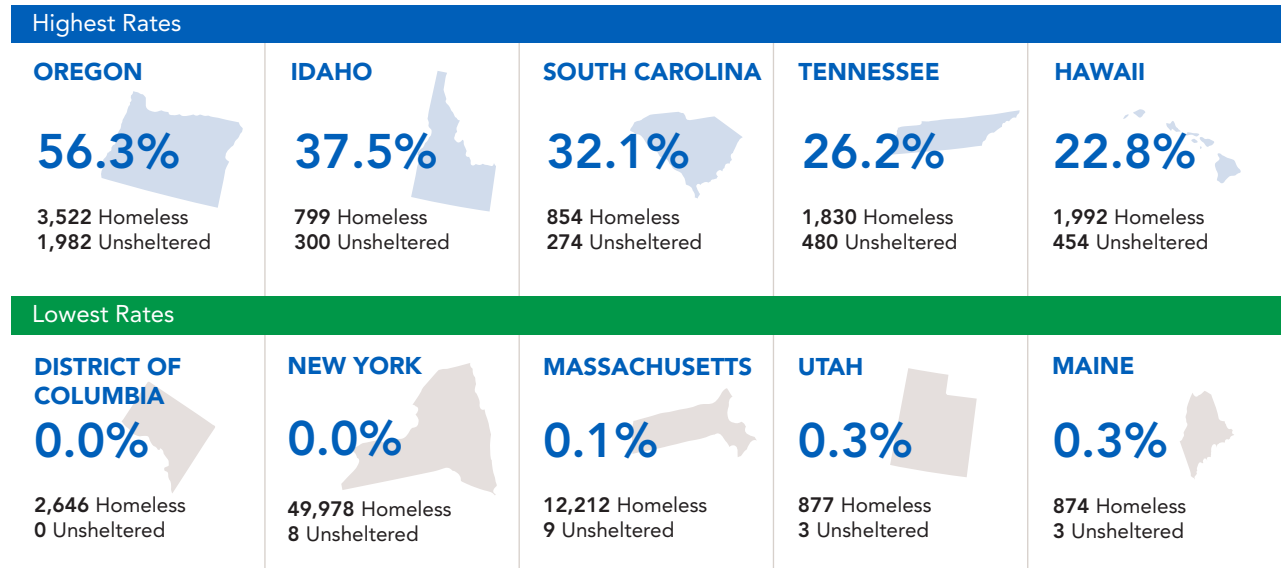 Highest Rates
OREGON
56.3%
3,522 Homeless
1,982 Unsheltered
IDAHO
37.5%
799 Homeless
300 Unsheltered
SOUTH CAROLINA
32.1%
854 Homeless
274 Unsheltered
TENNESSEE
26.2%
1,830 Homeless
480 Unsheltered
HAWAII
22.8%
1,992 Homeless
454 Unsheltered
Lowest Rates
DISTRICT OF
COLUMBIA
0.0%
2,646 Homeless
0 Unsheltered
NEW YORK
0.0%
49,978 Homeless
8 Unsheltered
MASSACHUSETTS
0.1%
12,212 Homeless
9 Unsheltered
UTAH
0.3%
877 Homeless
3 Unsheltered
MAINE
0.3%
874 Homeless
3 Unsheltered